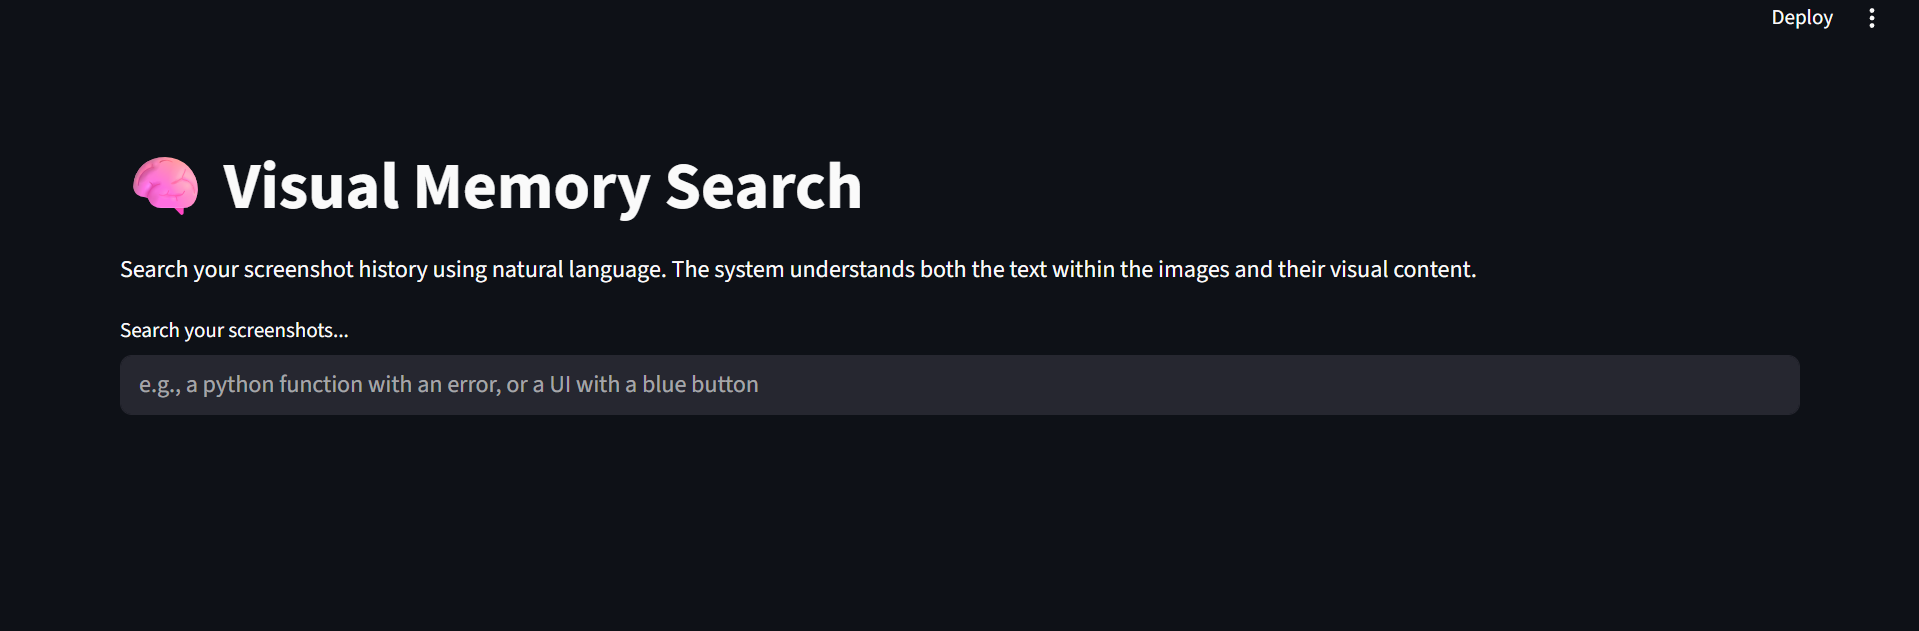 Deploy
Visual Memory Search
Search your screenshot history using natural language. The system understands both the text within the images and their visual content.
Search your screenshots...
e.g., a python function with an error, or a UI with a blue button